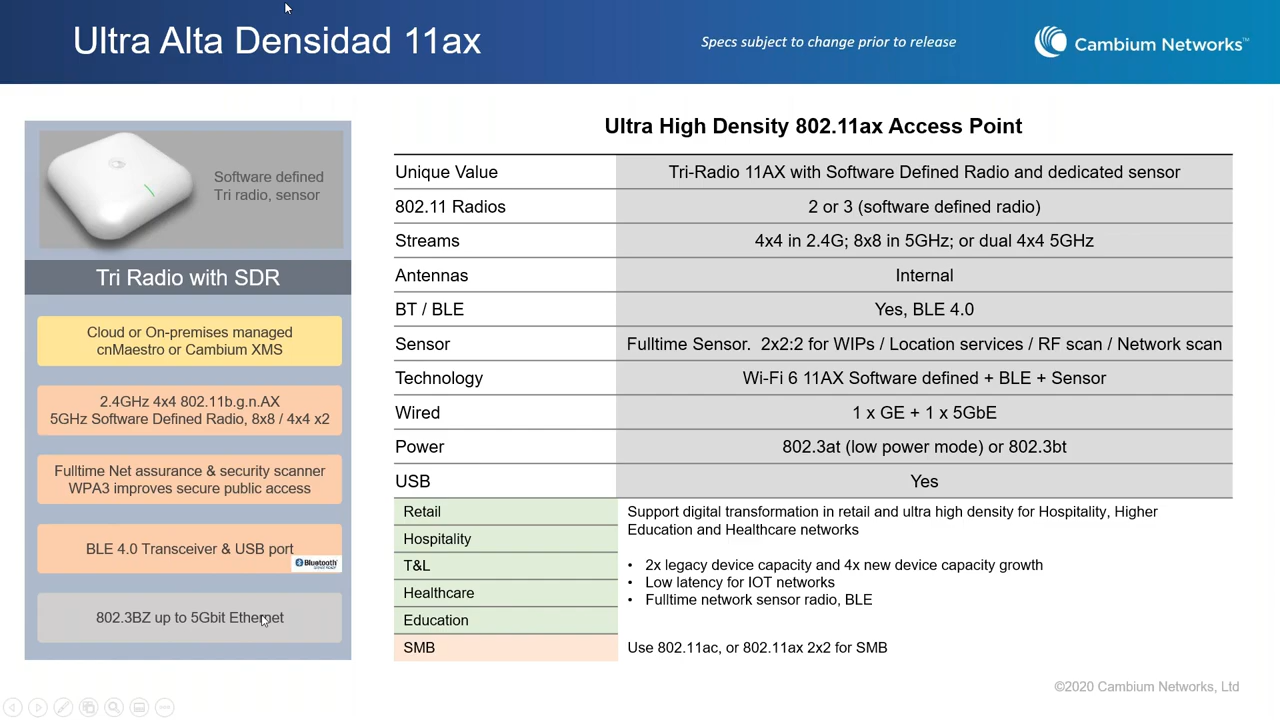 Ultra Alta Densidad 11ax
Specs subject to change prior to release
Cambium Networks™
Software defined
Tri radio, sensor
Tri Radio with SDR
Cloud or On-premises managed
cnMaestro or Cambium XMS
2.4GHz 4x4 802.11b.g.n.AX
5GHz Software Defined Radio, 8x8 / 4x4 x2
Fulltime Net assurance & security scanner
WPA3 improves secure public access
BLE 4.0 Transceiver & USB port
Bluetooth
802.3BZ up to 5Gbit Ethernet
Ultra High Density 802.11ax Access Point
Unique Value Tri-Radio 11AX with Software Defined Radio and dedicated sensor
802.11 Radios 2 or 3 (software defined radio)
Streams 4x4 in 2.4G; 8x8 in 5GHz; or dual 4x4 5GHz
Antennas Internal
BT / BLE Yes, BLE 4.0
Sensor Fulltime Sensor. 2x2:2 for WIPs / Location services / RF scan / Network scan
Technology Wi-Fi 6 11AX Software defined + BLE + Sensor
Wired 1 x GE + 1 x 5GbE
Power 802.3at (low power mode) or 802.3bt
USB Yes
Retail
Hospitality
T&L
Healthcare
Education
Support digital transformation in retail and ultra high density for Hospitality, Higher
Education and Healthcare networks
• 2x legacy device capacity and 4x new device capacity growth
• Low latency for IOT networks
• Fulltime network sensor radio, BLE
SMB Use 802.11ac, or 802.11ax 2x2 for SMB
©2020 Cambium Networks, Ltd